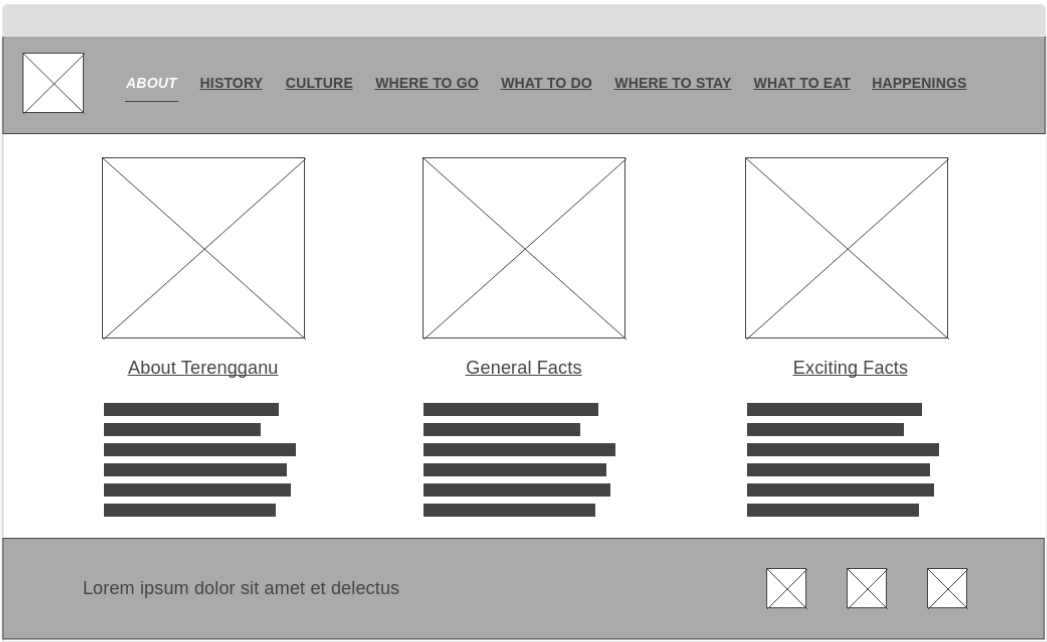 ABOUT HISTORY CULTURE WHERE TO GO WHAT TO DO WHERE TO STAY WHAT TO EAT HAPPENINGS
About Terengganu
General Facts
Exciting Facts
Lorem ipsum dolor sit amet et delectus